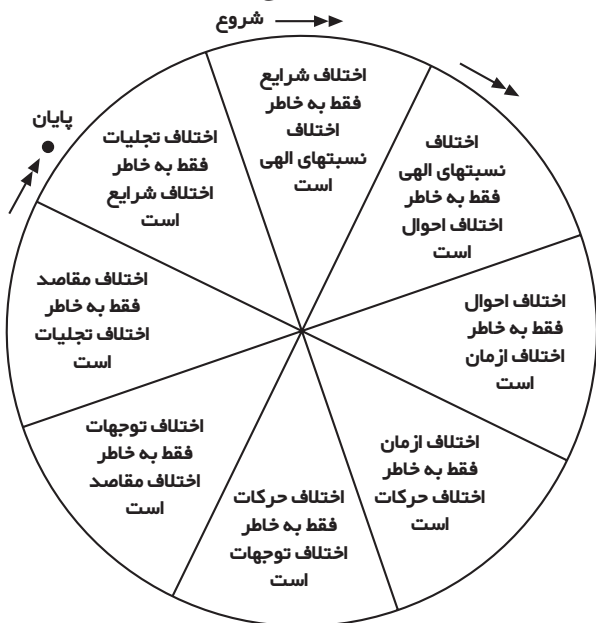 شروع
اختلاف شرایع
فقط به خاطر
اختلاف
نسبتهای الهی
است
اختلاف
نسبتهای الهی
فقط به خاطر
اختلاف احوال
است
اختلاف احوال
فقط به خاطر
اختلاف ازمان
است
اختلاف ازمان
فقط به خاطر
اختلاف حرکات
است
اختلاف حرکات
فقط به خاطر
اختلاف توجهات
است
اختلاف توجهات
فقط به خاطر
اختلاف مقاصد
است
اختلاف مقاصد
فقط به خاطر
اختلاف تجلیات
است
اختلاف تجلیات
فقط به خاطر
اختلاف شرایع
است
پایان